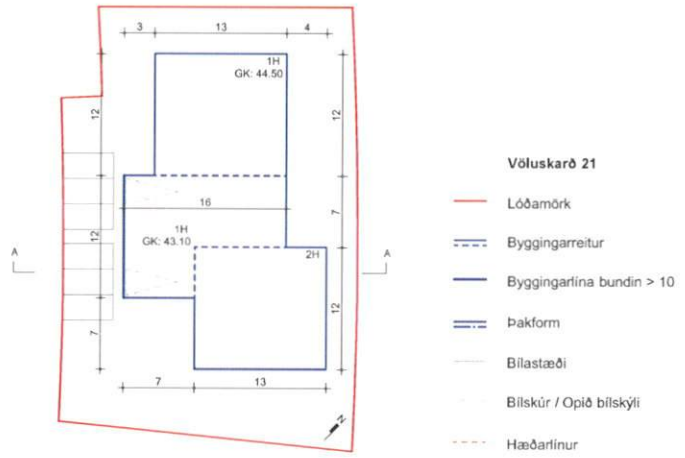 3 13 4
1H
GK: 44.50
12
12
16
7
1H
GK: 43.10
12
2H
A
A
12
7
7 13
N
Völuskarð 21
Lóðamörk
Byggingarreitur
Byggingarlína bundin > 10
Þakform
Bílastæði
Bílskúr / Opið bílskýli
Hæðarlínur